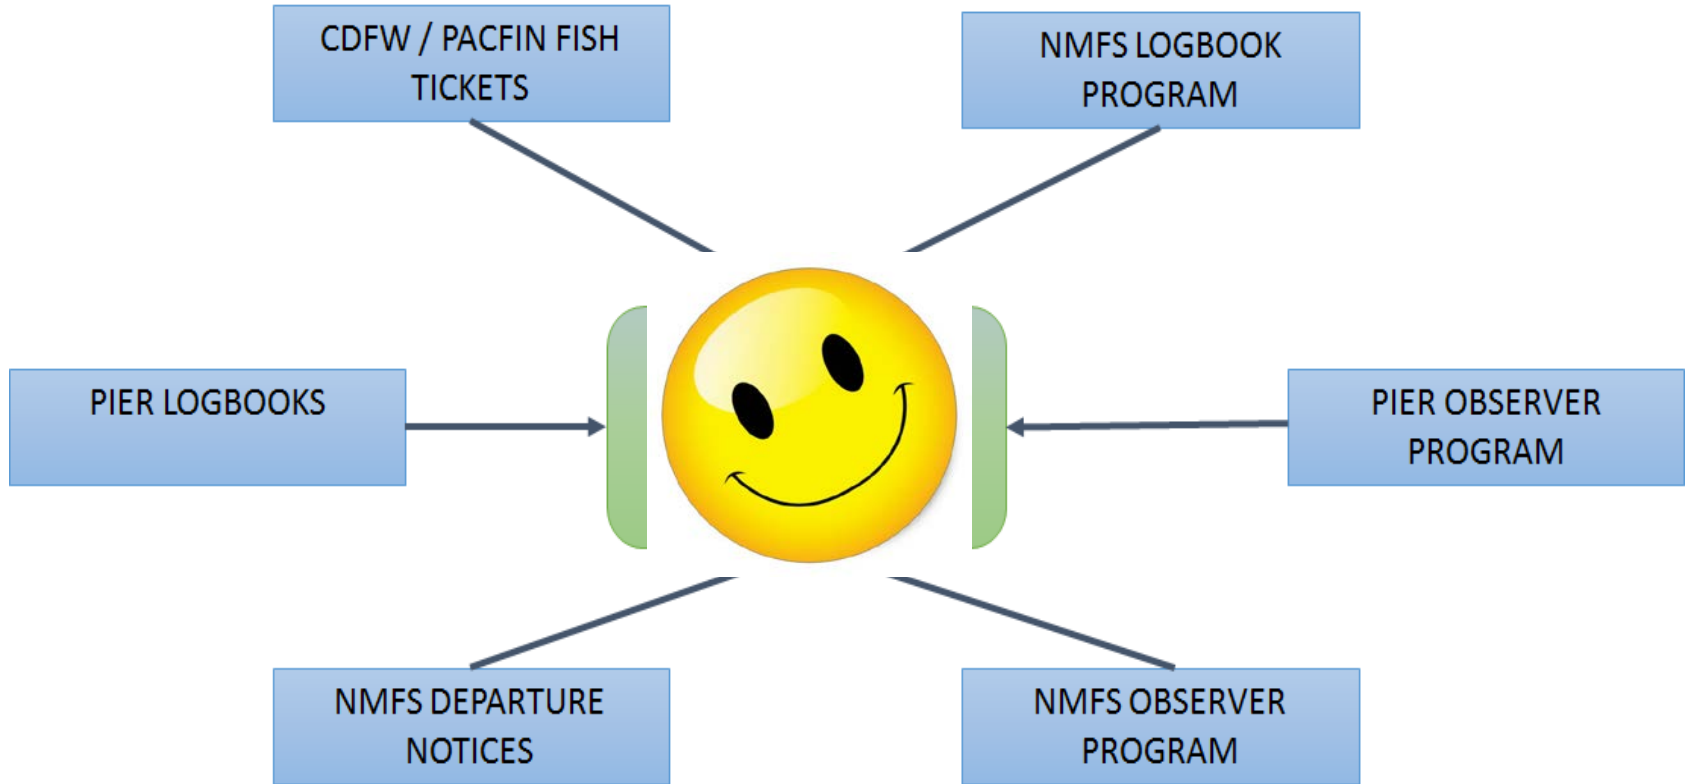 CDFW / PACFIN FISH
TICKETS
NMFS LOGBOOK
PROGRAM
PIER LOGBOOKS
PIER OBSERVER
PROGRAM
NMFS DEPARTURE
NOTICES
NMFS OBSERVER
PROGRAM